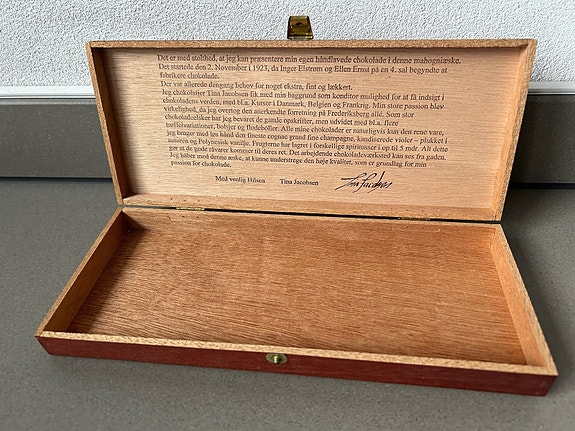 Det er med stolthed, at jeg kan præsentere min egen håndlavede chokolade i denne mahogniæske.
Det startede den 2. November i 1923, da Inger Elstrøm og Ellen Ernst på en 4. sal begyndte at
fabrikere chokolade.
Der var allerede dengang behov for noget ekstra, fint og lækkert.
Jeg chokofrier Tina Jacobsen fik med min baggrund som konditor mulighed for at få indsigt i
chokoladens verden, med bl.a. Kurser i Danmark, Belgien og Frankrig. Min store passion blev
virkelighed, da jeg overtog den anerkendte forretning på Frederiksberg allé. Som stor
chokoladeelsker har jeg bevaret de gamle opskrifter, men udvidet med bl.a. flere
tørfelvariationer, bolsjer og flødeboller. Alle mine chokolader er naturligvis kun den rene vare,
jeg bruger med løs hånd den fineste cognac grand fine champagne, kandiserede violer – plukket i
naturen og Polynesisk vanilje. Frugterne har lagret i forskellige spiritusser i op til 5 mdr. Alt dette
gør at de gode råvarer kommer til deres ret. Det arbejdende chokoladeværksted kan ses fra gaden.
Jeg håber med denne æske, at kunne understrege den høje kvalitet, som er grundlag for min
passion for chokolade.
Med venlig Hilsen Tina Jacobsen